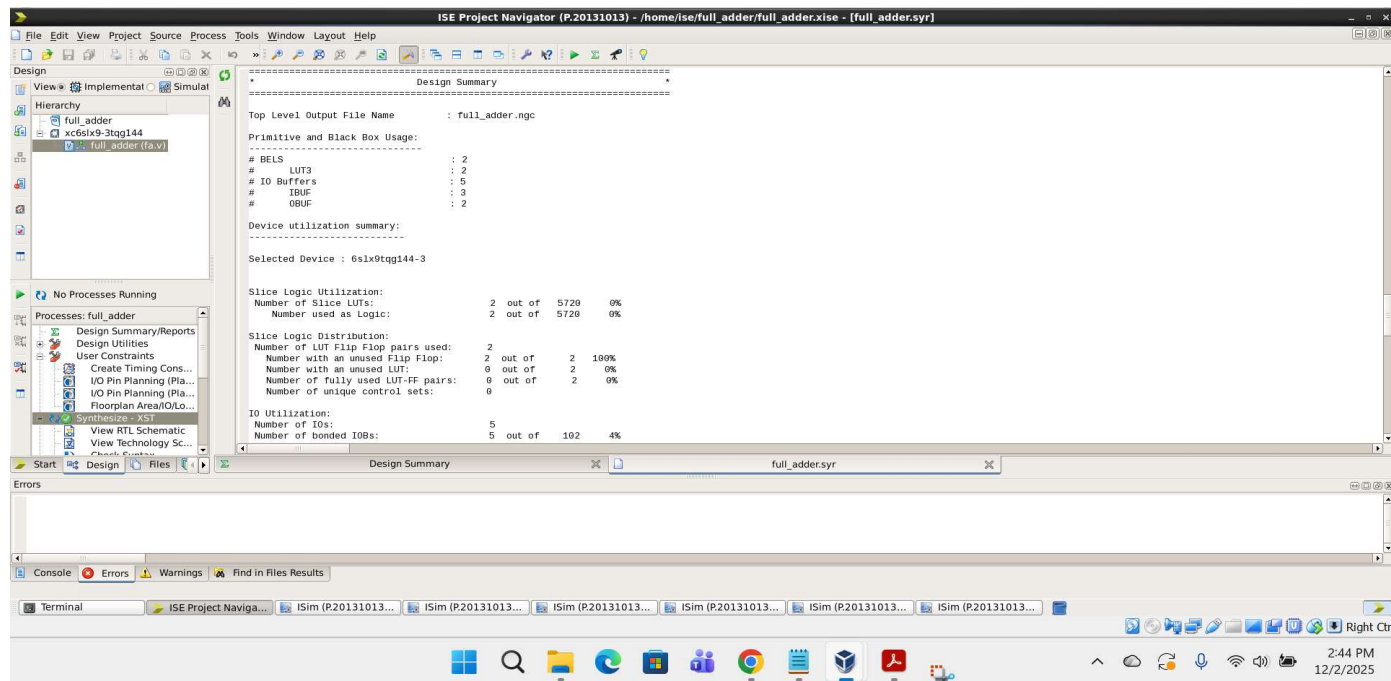 ISE Project Navigator (P.20131013) - /home/ise/full_adder/full_adder.xise - [full_adder.syr]
File Edit View Project Source Process Tools Window Layout Help
Design
View: Implementat Simulat
Hierarchy
full_adder
xc6slx9-3tqg144
full_adder (fa.v)
No Processes Running
Processes: full_adder
Design Summary/Reports
Design Utilities
User Constraints
Create Timing Cons...
I/O Pin Planning (Pla...
I/O Pin Planning (Pla...
Floorplan Area/IO/Lo...
Synthesize - XST
View RTL Schematic
View Technology Sc...
Check Syntax
Start Design Files
=========================================================================
* Design Summary *
=========================================================================
Top Level Output File Name : full_adder.ngc
Primitive and Black Box Usage:
------------------------------
# BELS : 2
# LUT3 : 2
# IO Buffers : 5
# IBUF : 3
# OBUF : 2
Device utilization summary:
---------------------------
Selected Device : 6slx9tqg144-3
Slice Logic Utilization:
Number of Slice LUTs: 2 out of 5720 0%
Number used as Logic: 2 out of 5720 0%
Slice Logic Distribution:
Number of LUT Flip Flop pairs used: 2
Number with an unused Flip Flop: 2 out of 2 100%
Number with an unused LUT: 0 out of 2 0%
Number of fully used LUT-FF pairs: 0 out of 2 0%
Number of unique control sets: 0
IO Utilization:
Number of IOs: 5
Number of bonded IOBs: 5 out of 102 4%
Design Summary full_adder.syr
Errors
Console Errors Warnings Find in Files Results
Terminal ISE Project Naviga... ISim (P.20131013... ISim (P.20131013... ISim (P.20131013... ISim (P.20131013... ISim (P.20131013... ISim (P.20131013...
Right Ctr
2:44 PM
12/2/2025